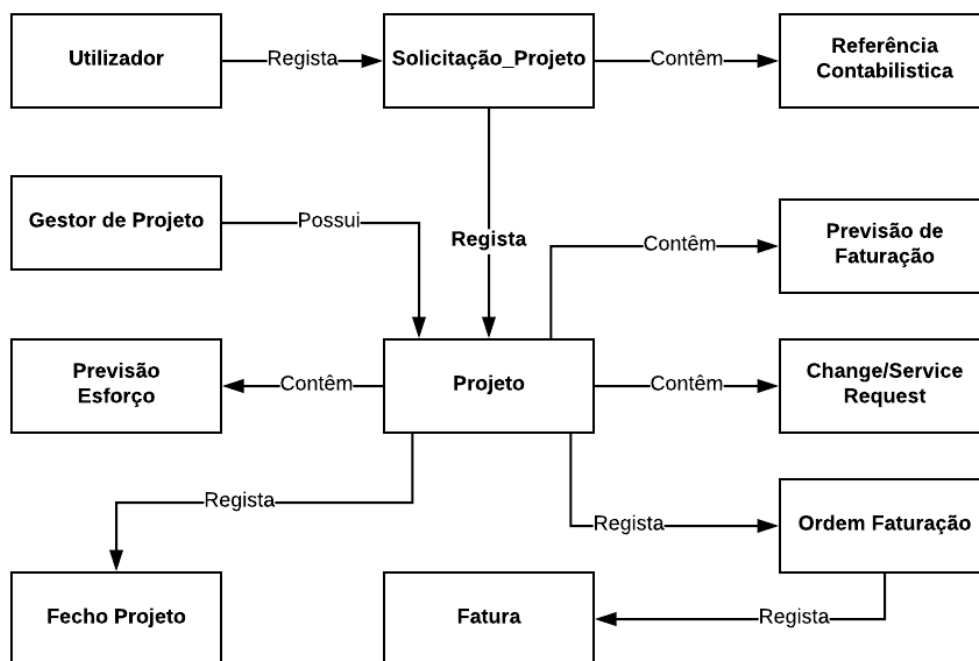 Utilizador
Regista
Solicitação_Projeto
Contêm
Referência
Contabilistica
Gestor de Projeto
Possui
Regista
Contêm
Previsão de
Faturação
Previsão
Esforço
Contêm
Projeto
Contêm
Change/Service
Request
Regista
Regista
Ordem Faturação
Fecho Projeto
Fatura
Regista